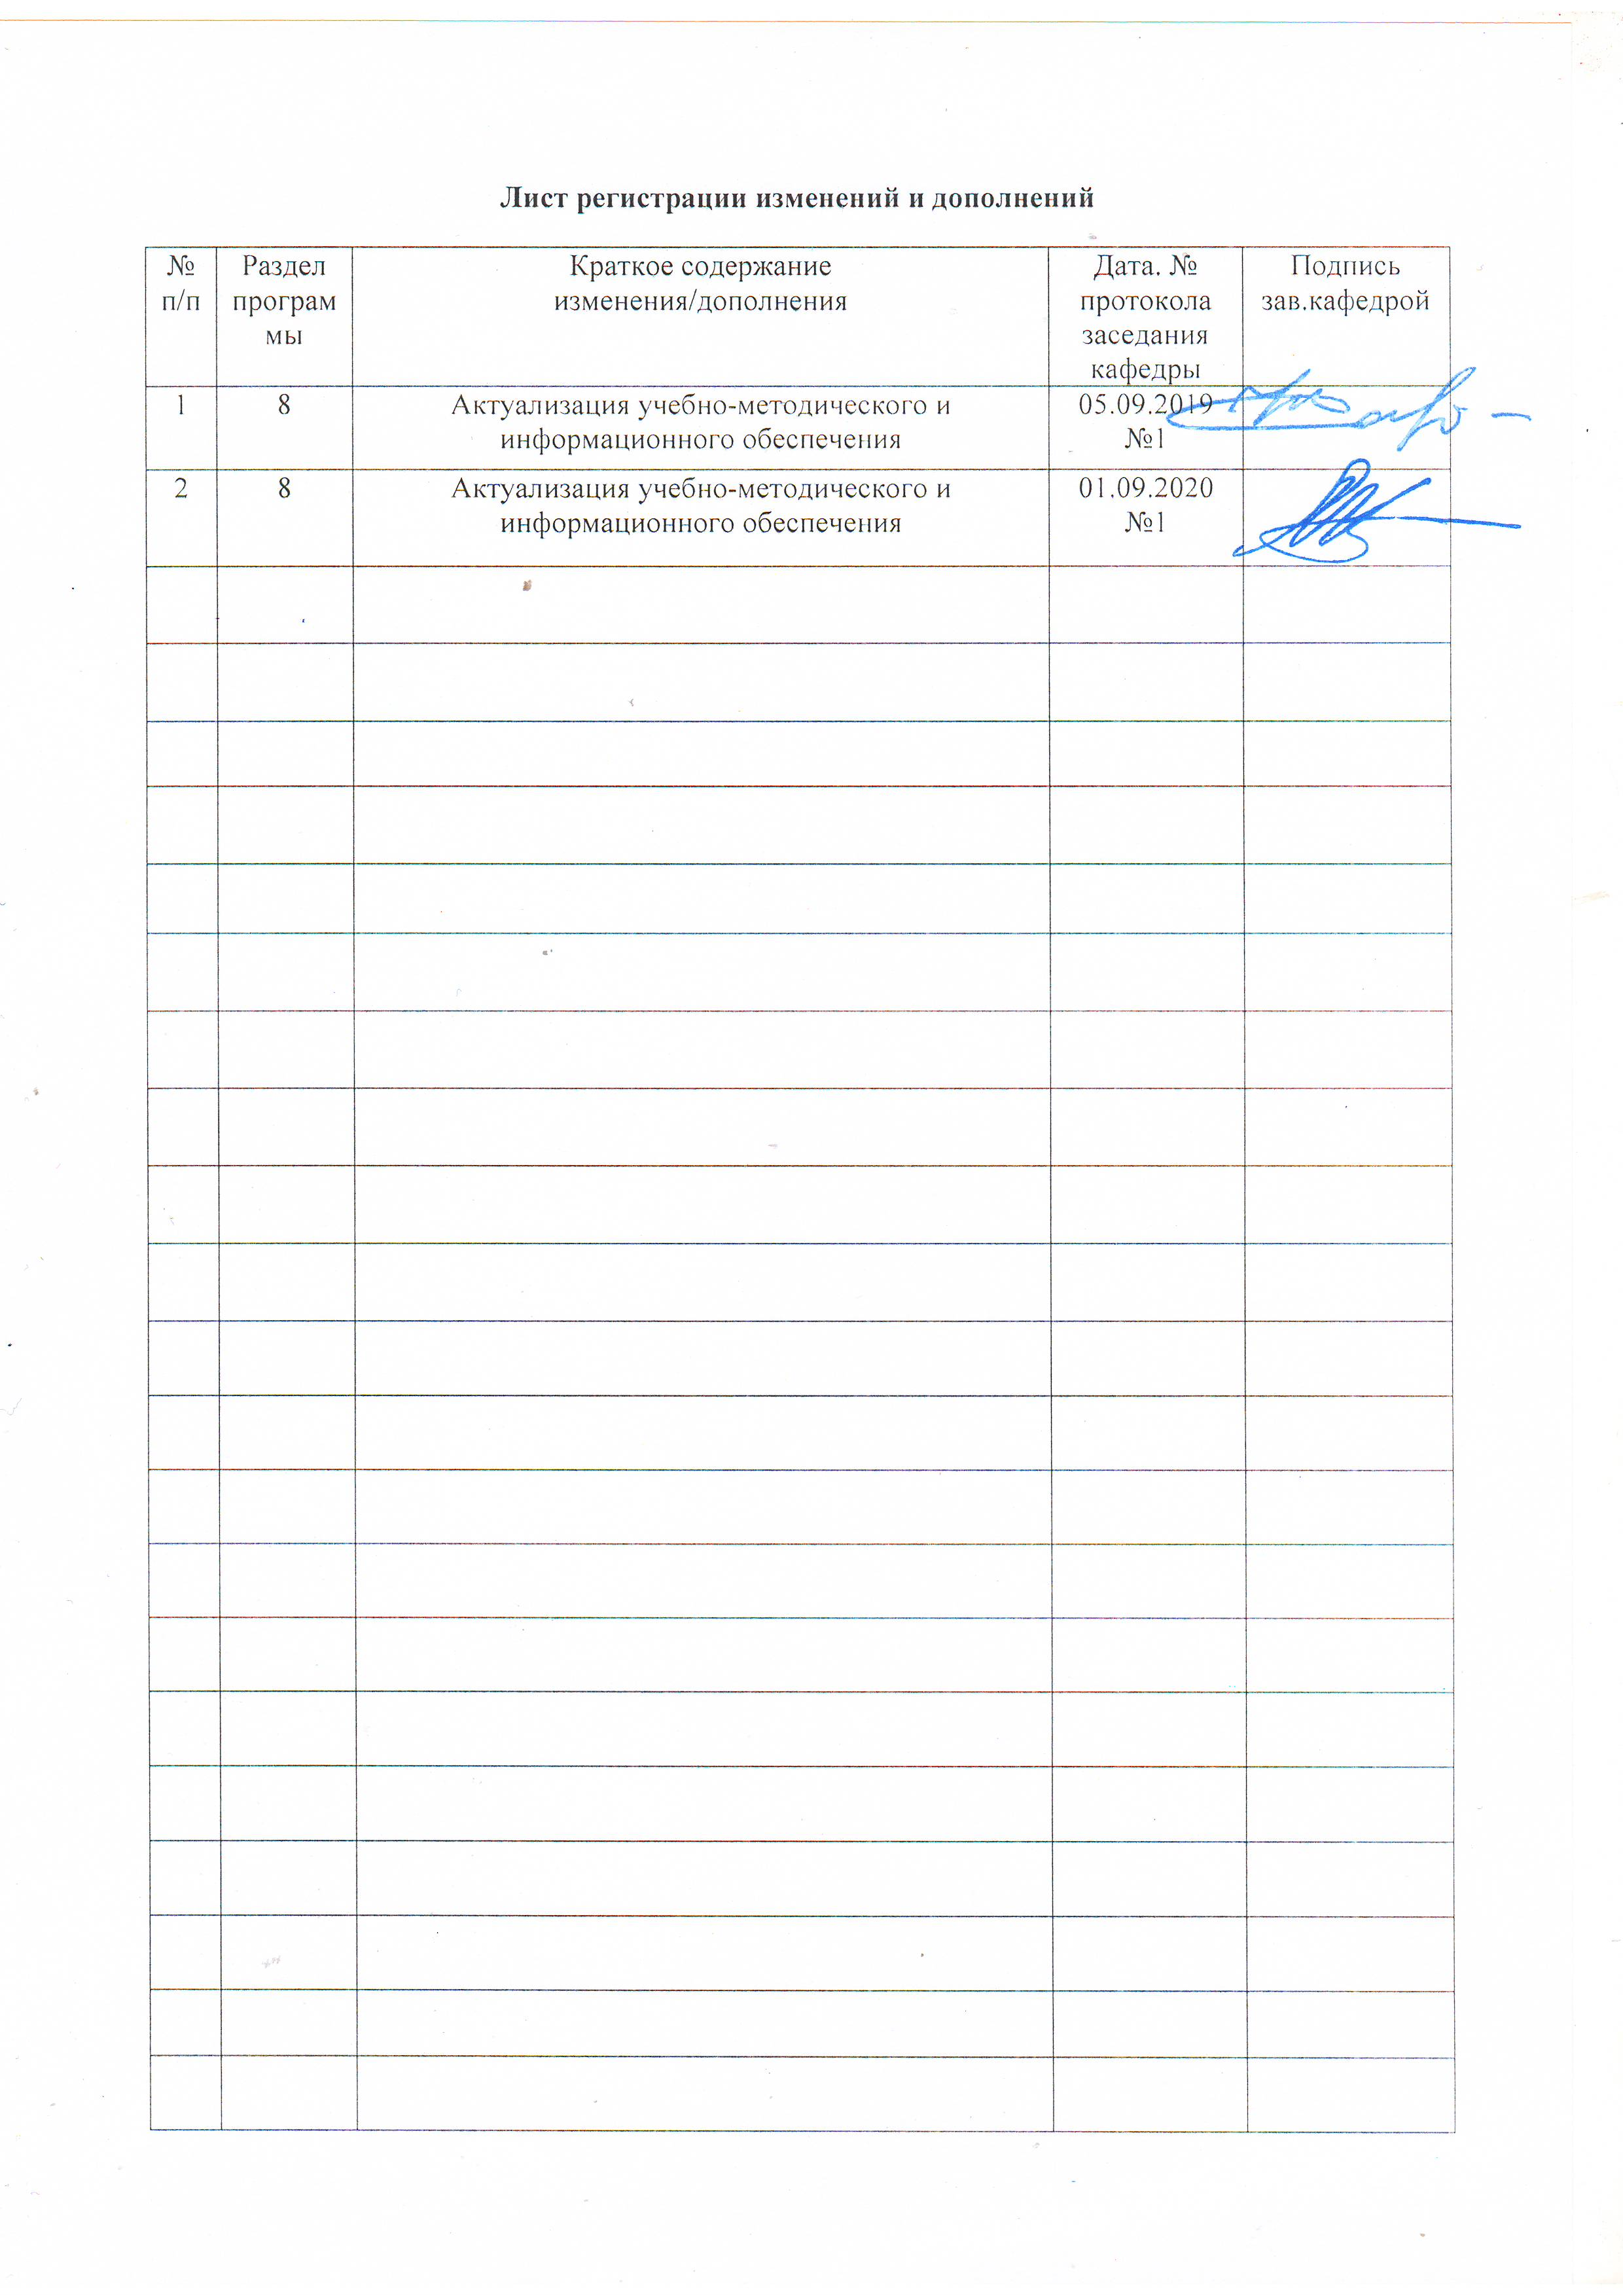 Лист регистрации изменений и дополнений
№ п/п
Раздел програм мы
Краткое содержание изменения/дополнения
Дата. № протокола заседания кафедры
Подпись зав.кафедрой
1
8
Актуализация учебно-методического и
информационного обеспечения
05.09.2019
№1
2
8
Актуализация учебно-методического и
информационного обеспечения
01.09.2020
№1